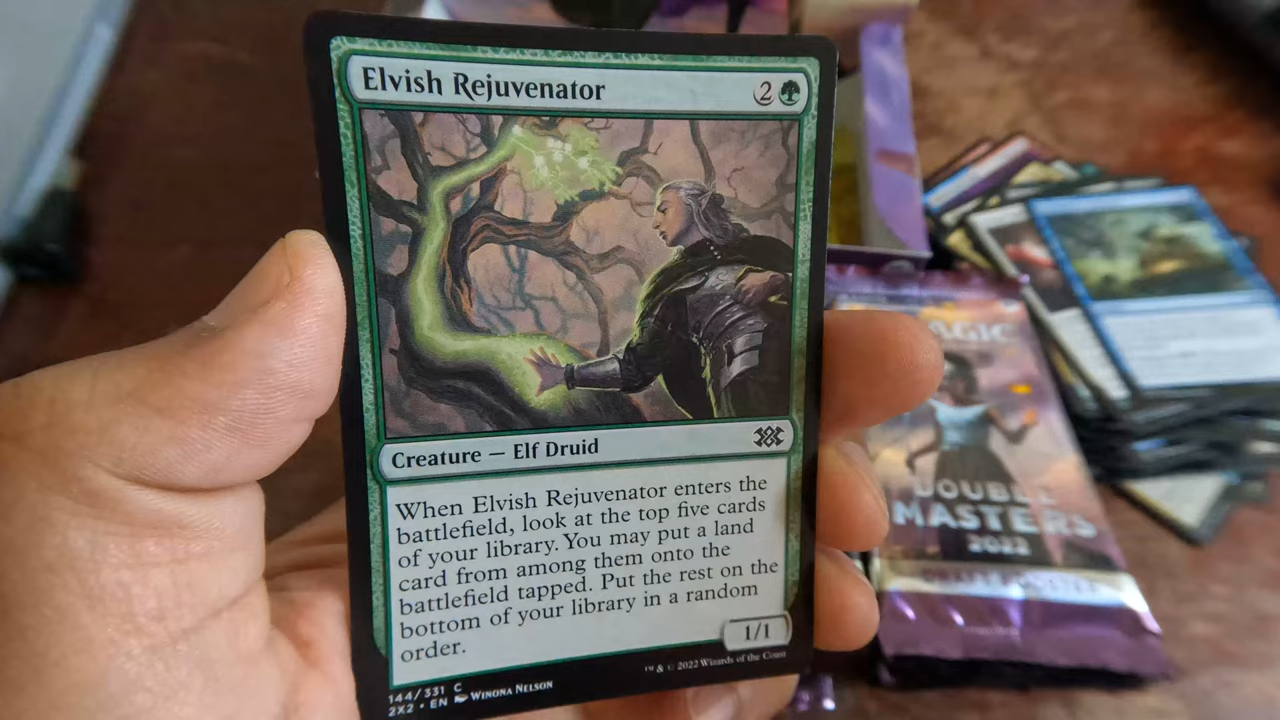 Elvish Rejuvenator 2
Creature — Elf Druid
When Elvish Rejuvenator enters the
battlefield, look at the top five cards
of your library. You may put a land
card from among them onto the
battlefield tapped. Put the rest on the
bottom of your library in a random
order.
1/1
144/331 C
2X2 • EN WINONA NELSON
™ & © 2022 Wizards of the Coast
AGIC
DOUBLE
MASTERS
2022